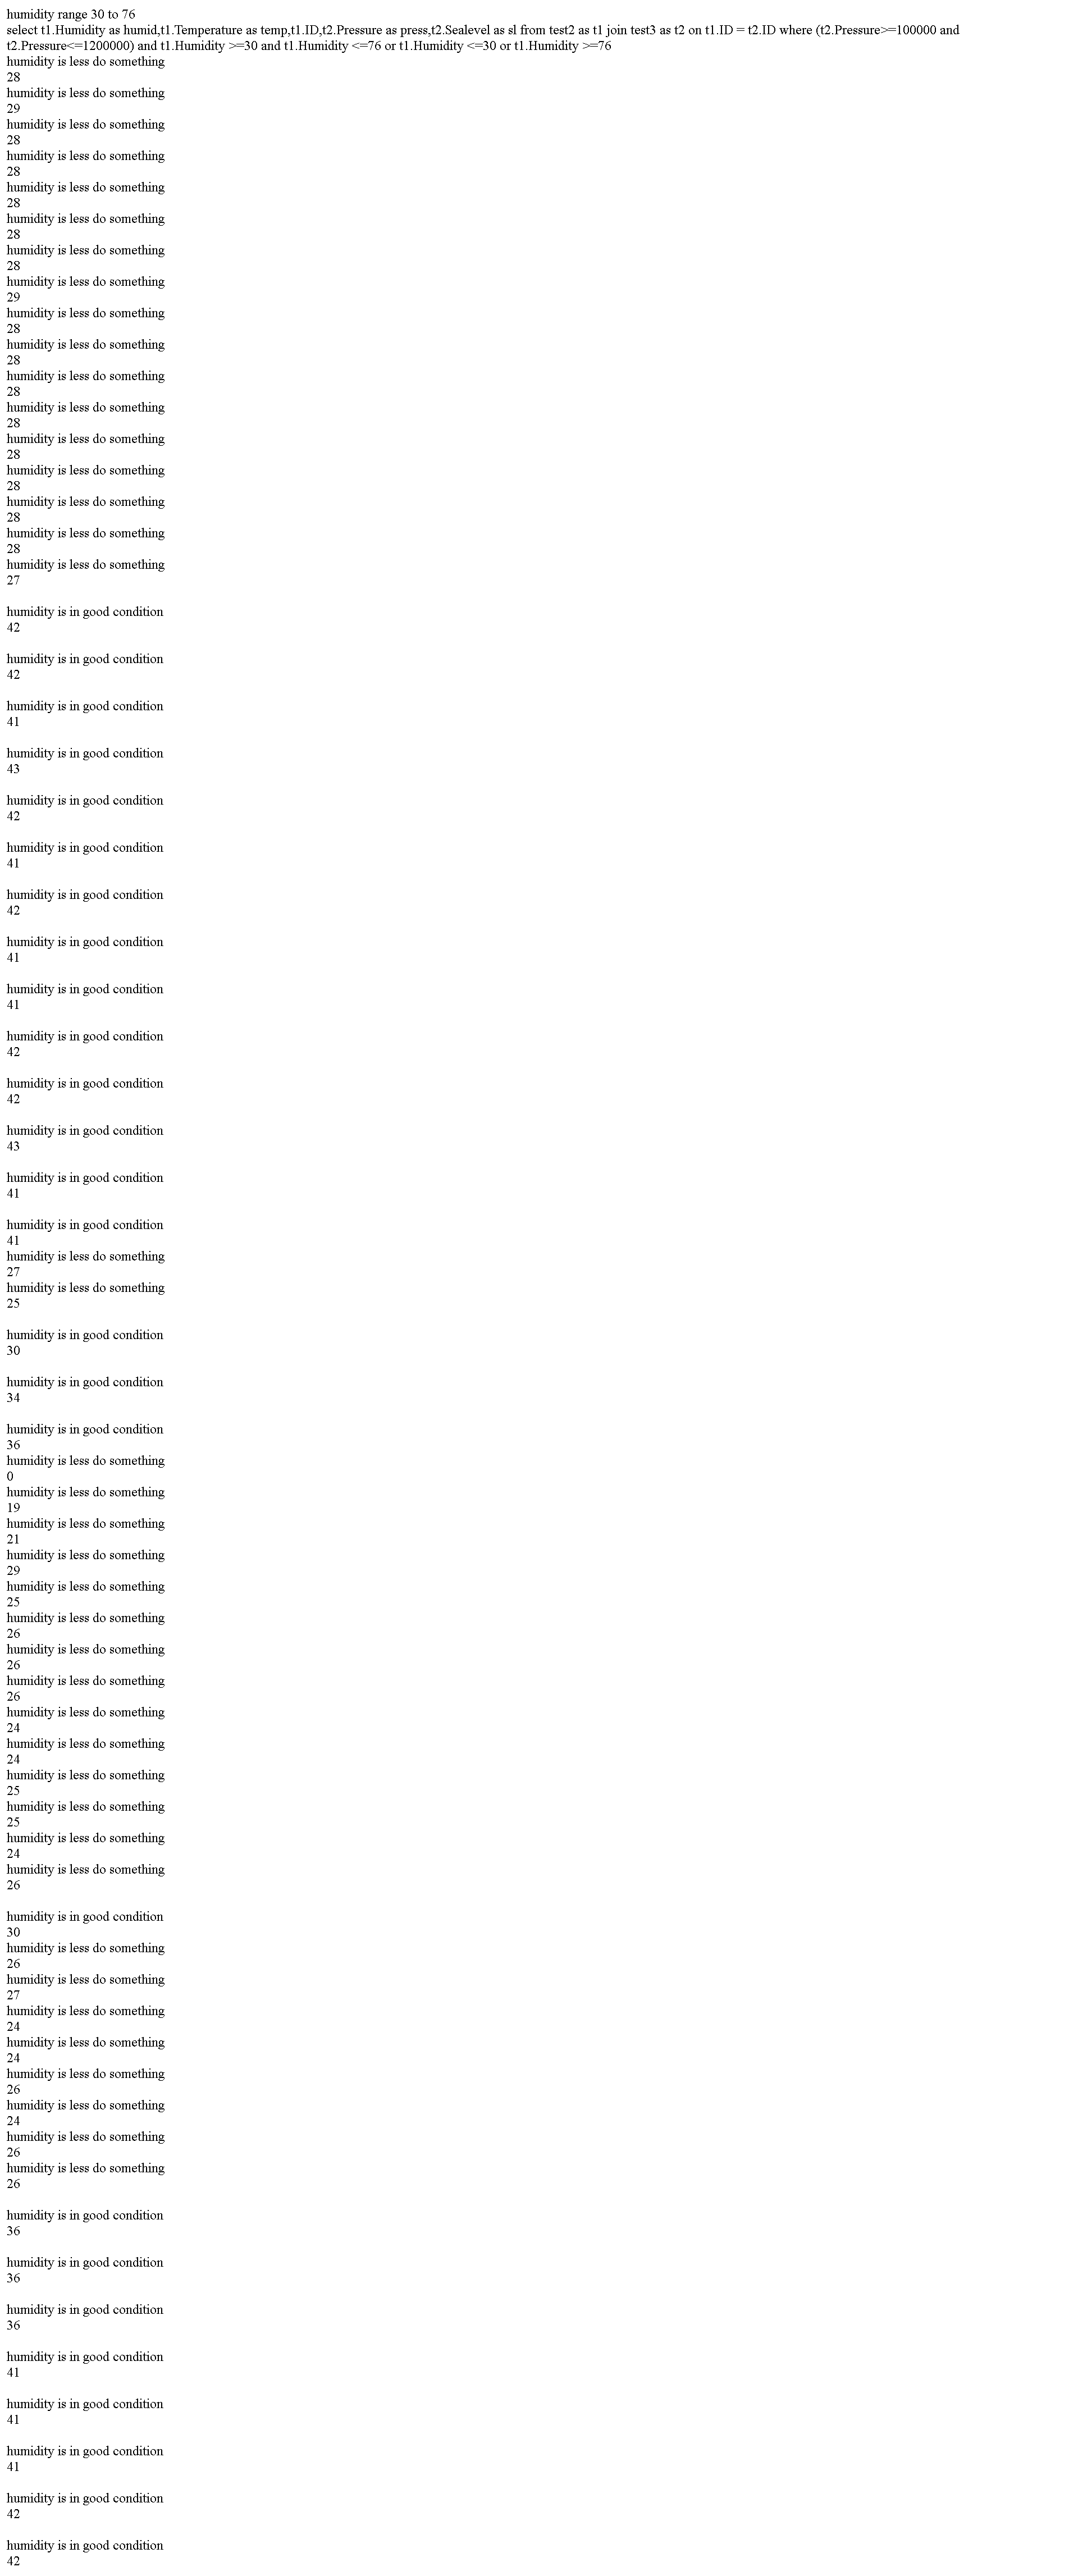 humidity range 30 to 76
select t1.Humidity as humid,t1.Temperature as temp,t1.ID,t2.Pressure as press,t2.Sealevel as sl from test2 as t1 join test3 as t2 on t1.ID = t2.ID where (t2.Pressure>=100000 and
t2.Pressure<=1200000) and t1.Humidity >=30 and t1.Humidity <=76 or t1.Humidity <=30 or t1.Humidity >=76
humidity is less do something
28
humidity is less do something
29
humidity is less do something
28
humidity is less do something
28
humidity is less do something
28
humidity is less do something
28
humidity is less do something
28
humidity is less do something
29
humidity is less do something
28
humidity is less do something
28
humidity is less do something
28
humidity is less do something
28
humidity is less do something
28
humidity is less do something
28
humidity is less do something
28
humidity is less do something
28
humidity is less do something
27
humidity is in good condition
42
humidity is in good condition
42
humidity is in good condition
41
humidity is in good condition
43
humidity is in good condition
42
humidity is in good condition
41
humidity is in good condition
42
humidity is in good condition
41
humidity is in good condition
41
humidity is in good condition
42
humidity is in good condition
42
humidity is in good condition
43
humidity is in good condition
41
humidity is in good condition
41
humidity is less do something
27
humidity is less do something
25
humidity is in good condition
30
humidity is in good condition
34
humidity is in good condition
36
humidity is less do something
0
humidity is less do something
19
humidity is less do something
21
humidity is less do something
29
humidity is less do something
25
humidity is less do something
26
humidity is less do something
26
humidity is less do something
26
humidity is less do something
24
humidity is less do something
24
humidity is less do something
25
humidity is less do something
25
humidity is less do something
24
humidity is less do something
26
humidity is in good condition
30
humidity is less do something
26
humidity is less do something
27
humidity is less do something
24
humidity is less do something
24
humidity is less do something
26
humidity is less do something
24
humidity is less do something
26
humidity is less do something
26
humidity is in good condition
36
humidity is in good condition
36
humidity is in good condition
36
humidity is in good condition
41
humidity is in good condition
41
humidity is in good condition
41
humidity is in good condition
42
humidity is in good condition
42